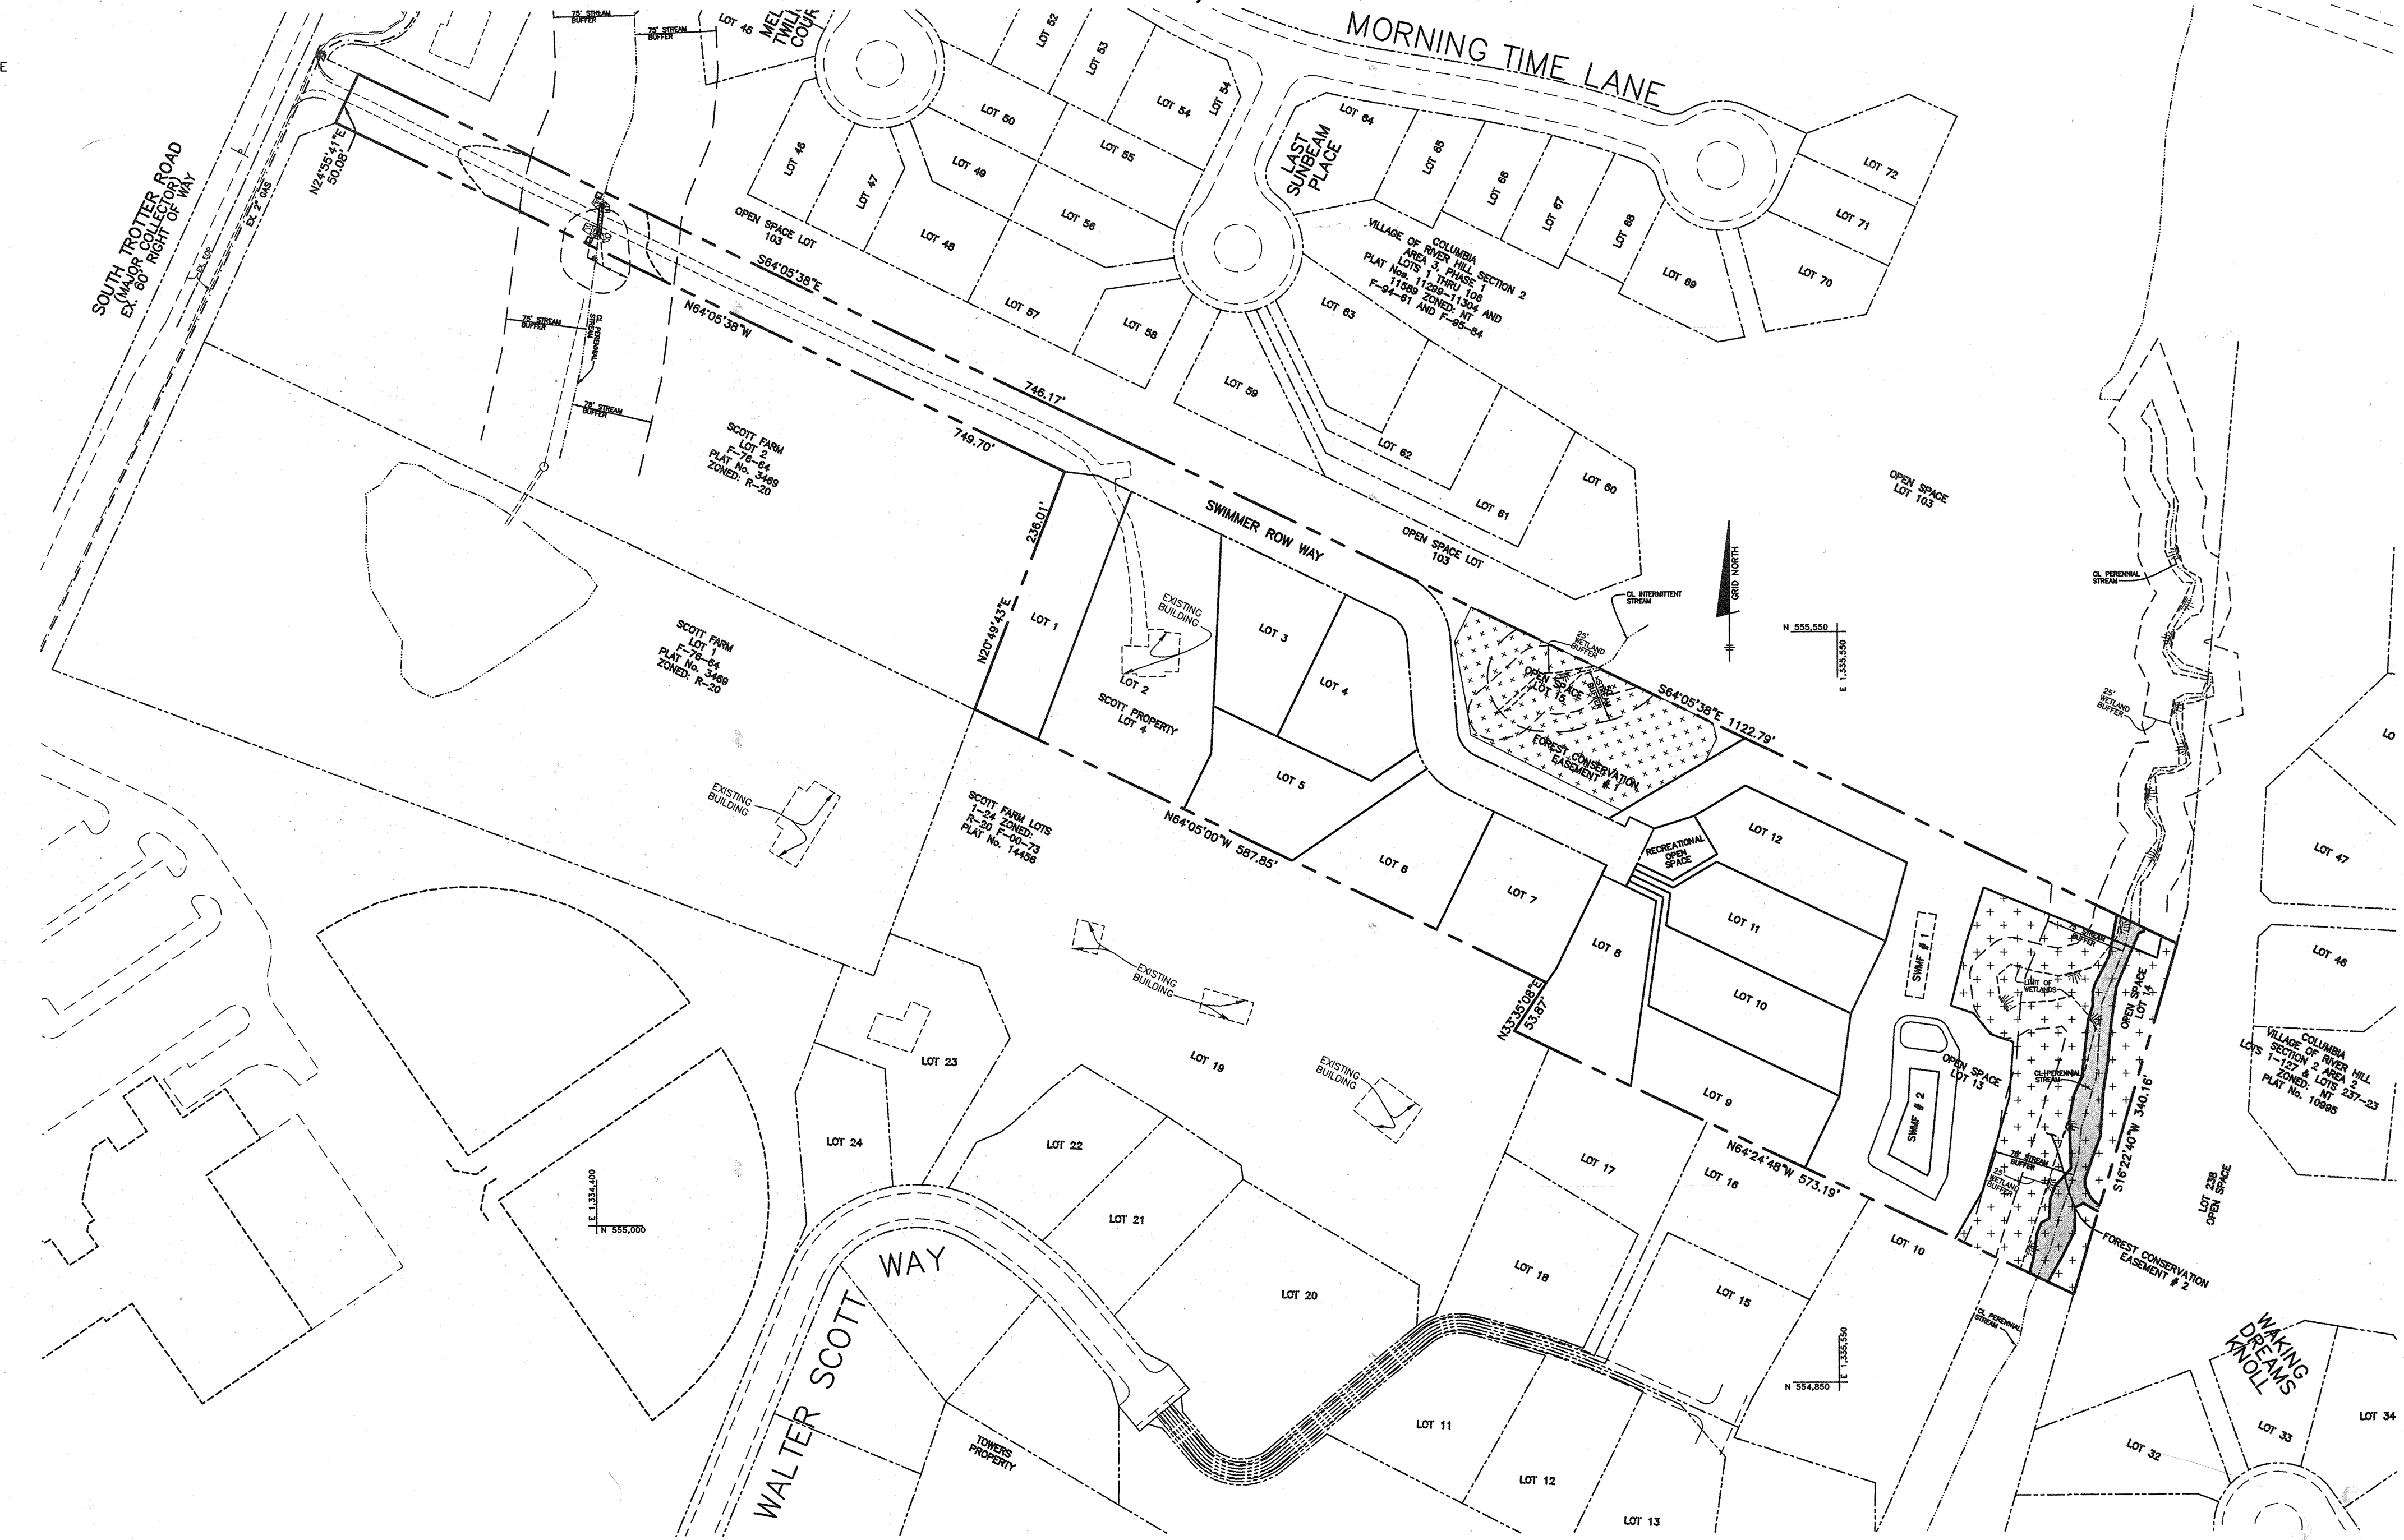 E
SOUTH TROTTER ROAD
(MAJOR COLLECTOR)
EX. 60' RIGHT OF WAY
EX. 2" GAS
N24°55'41"E
50.08'
75' STREAM
BUFFER
75' STREAM
BUFFER
LOT 45
LOT 52
LOT 53
LOT 54
LOT 54
MORNING TIME LANE
LOT 50
LOT 55
LOT 46
LOT 47
LOT 49
LOT 56
LOT 48
OPEN SPACE LOT
103
S64°05'38"E
N64°05'38"W
LOT 57
LOT 58
LOT 64
LAST
SUNBEAM
PLACE
LOT 65
LOT 66
LOT 67
LOT 68
LOT 69
LOT 70
LOT 71
LOT 72
COLUMBIA
VILLAGE OF RIVER HILL SECTION 2
AREA 3, PHASE 1
LOTS 1 THRU 106
PLAT Nos. 11299-11304 AND
11589 ZONED: NT
F-94-61 AND F-95-84
LOT 63
LOT 59
LOT 62
LOT 61
LOT 60
75' STREAM
BUFFER
CL PERENNIAL
STREAM
75' STREAM
BUFFER
746.17'
749.70'
SCOTT FARM
LOT 2
F-76-64
PLAT No. 3469
ZONED: R-20
SWIMMER ROW WAY
OPEN SPACE LOT
103
OPEN SPACE
LOT 103
236.01'
N20°49'43"E
SCOTT FARM
LOT 1
F-76-64
PLAT No. 3469
ZONED: R-20
LOT 1
LOT 2
EXISTING
BUILDING
SCOTT PROPERTY
LOT 4
LOT 3
LOT 4
LOT 5
CL INTERMITTENT
STREAM
GRID NORTH
N 555,550
E 1,335,550
25'
WETLAND
BUFFER
OPEN SPACE
LOT 15
STREAM
BUFFER
S64°05'38"E 1122.79'
FOREST CONSERVATION
EASEMENT # 1
CL PERENNIAL
STREAM
25'
WETLAND
BUFFER
EXISTING
BUILDING
SCOTT FARM LOTS
1-24 ZONED:
R-20 F-00-73
PLAT No. 14456
N64°05'00"W 587.85'
LOT 6
LOT 7
RECREATIONAL
OPEN
SPACE
LOT 12
LOT 11
LOT 8
LOT 10
LOT 9
SWMF # 1
SWMF # 2
OPEN SPACE
LOT 13
75' STREAM
BUFFER
LIMIT OF
WETLANDS
OPEN SPACE
LOT 14
CL PERENNIAL
STREAM
75' STREAM
BUFFER
25'
WETLAND
BUFFER
S16°22'40"W 340.16'
LO
LOT 47
LOT 46
COLUMBIA
VILLAGE OF RIVER HILL
SECTION 2 AREA 2
LOTS 1-127 & LOTS 237-23
ZONED: NT
PLAT No. 10995
LOT 238
OPEN SPACE
EXISTING
BUILDING
N33°35'08"E
53.87'
EXISTING
BUILDING
LOT 23
LOT 19
LOT 24
LOT 22
LOT 21
LOT 20
LOT 17
LOT 16
N64°24'48"W 573.19'
LOT 10
LOT 18
LOT 15
E 1,334,400
N 555,000
FOREST CONSERVATION
EASEMENT # 2
CL PERENNIAL
STREAM
WALTER SCOTT
WAY
TOWERS
PROPERTY
LOT 11
LOT 12
LOT 13
N 554,850
E 1,335,550
WAKING
DREAMS
KNOLL
LOT 32
LOT 33
LOT 34